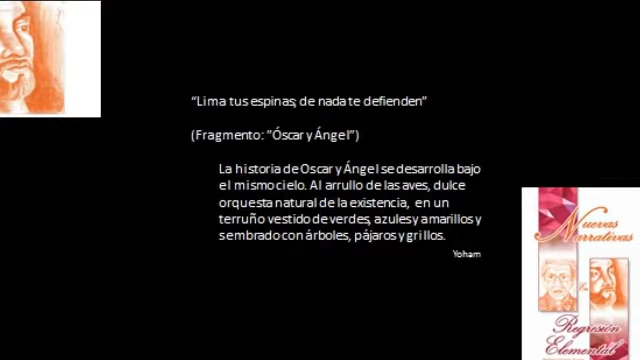 “Lima tus espinas; de nada te defienden”
(Fragmento: “Óscar y Ángel”)
La historia de Oscar y Ángel se desarrolla bajo
el mismo cielo. Al arrullo de las aves, dulce
orquesta natural de la existencia, en un
terruño vestido de verdes, azules y amarillos y
sembrado con árboles, pájaros y grillos.
Yoham
Nuevas
Narrativas
En
Regresión
Elemental